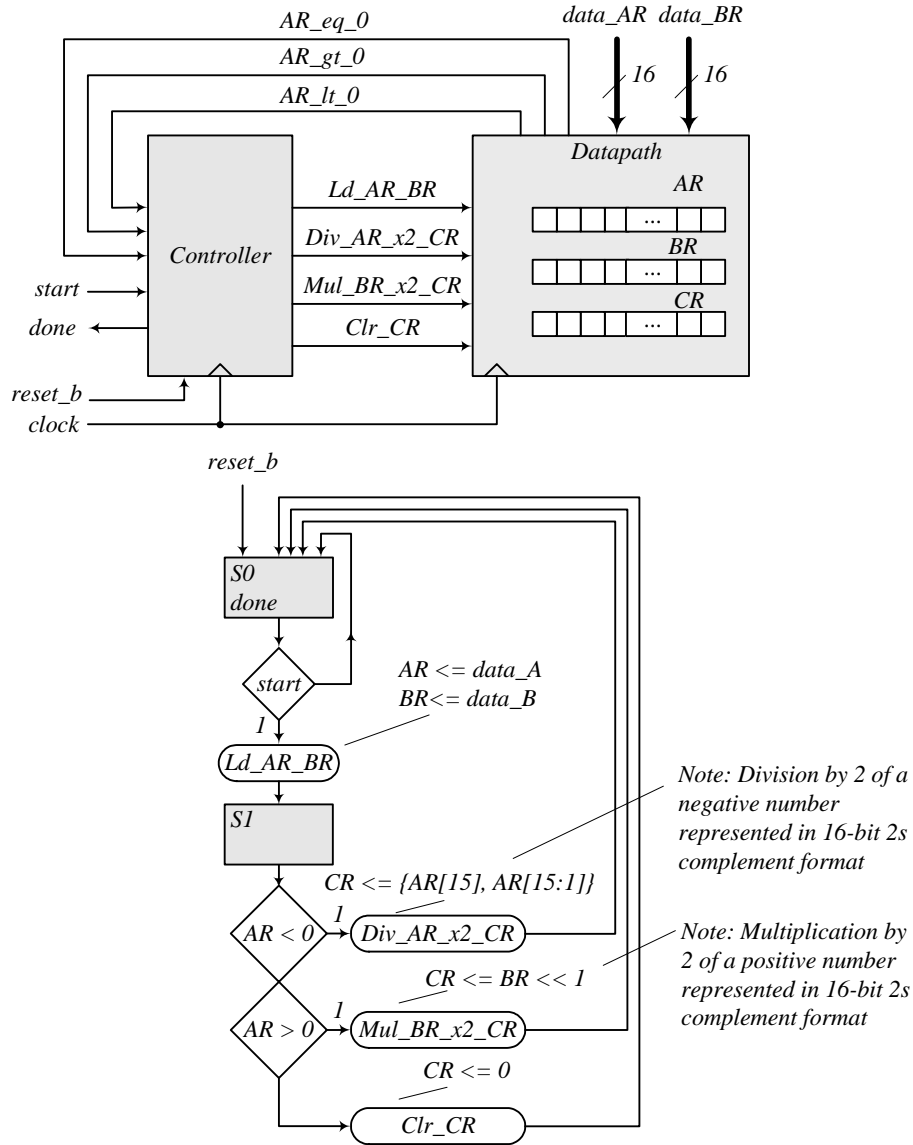 AR_eq_0
AR_gt_0
AR_lt_0
data_AR data_BR
16 16
Datapath
AR
...
BR
...
CR
...
Controller
Ld_AR_BR
Div_AR_x2_CR
Mul_BR_x2_CR
Clr_CR
start
done
reset_b
clock
reset_b
S0
done
start
1
AR <= data_A
BR<= data_B
Ld_AR_BR
S1
Note: Division by 2 of a
negative number
represented in 16-bit 2s
complement format
CR <= {AR[15], AR[15:1]}
AR < 0
1
Div_AR_x2_CR
Note: Multiplication by
2 of a positive number
represented in 16-bit 2s
complement format
CR <= BR << 1
AR > 0
1
Mul_BR_x2_CR
CR <= 0
Clr_CR